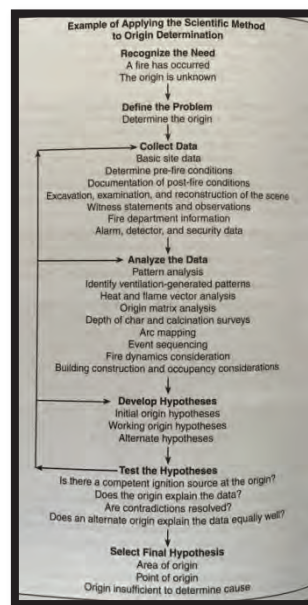 Example of Applying the Scientific Method
to Origin Determination
Recognize the Need
A fire has occurred
The origin is unknown
Define the Problem
Determine the origin
Collect Data
Basic site data
Determine pre-fire conditions
Documentation of post-fire conditions
Excavation, examination, and reconstruction of the scene
Witness statements and observations
Fire department information
Alarm, detector, and security data
Analyze the Data
Pattern analysis
Identify ventilation-generated patterns
Heat and flame vector analysis
Origin matrix analysis
Depth of char and calcination surveys
Arc mapping
Event sequencing
Fire dynamics consideration
Building construction and occupancy considerations
Develop Hypotheses
Initial origin hypotheses
Working origin hypotheses
Alternate hypotheses
Test the Hypotheses
Is there a competent ignition source at the origin?
Does the origin explain the data?
Are contradictions resolved?
Does an alternate origin explain the data equally well?
Select Final Hypothesis
Area of origin
Point of origin
Origin insufficient to determine cause